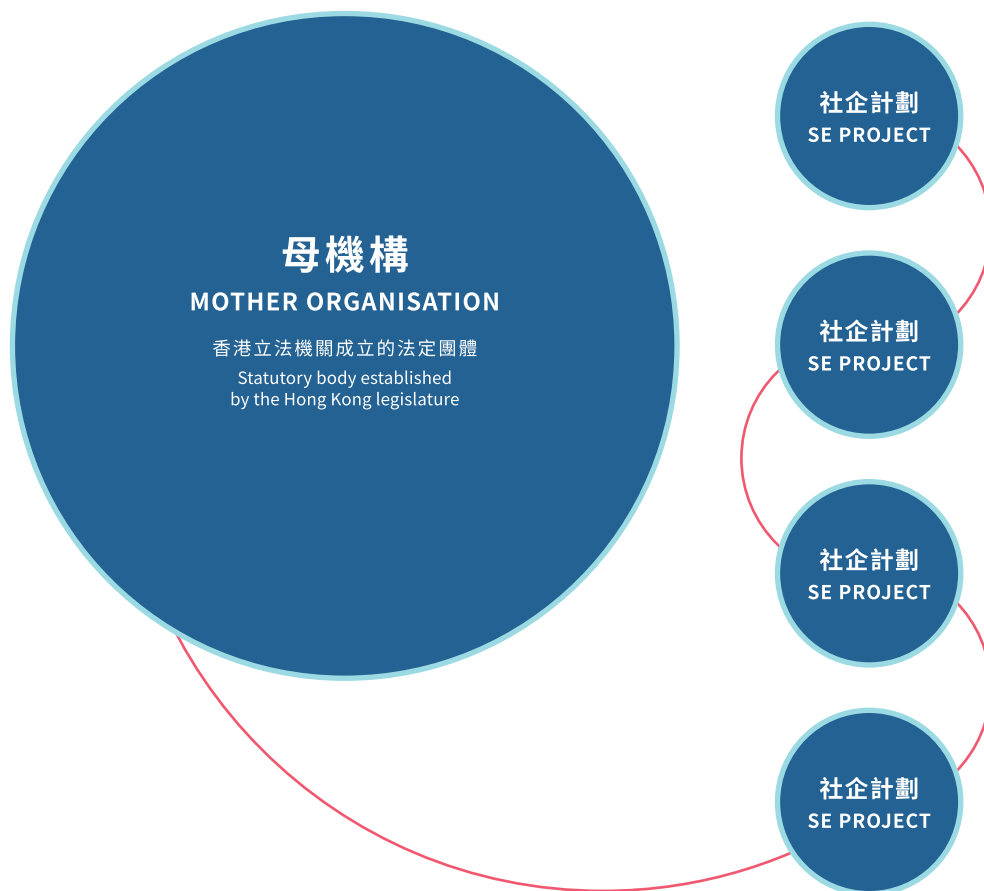 母機構
MOTHER ORGANISATION
香港立法機關成立的法定團體
Statutory body established
by the Hong Kong legislature
社企計劃
SE PROJECT
社企計劃
SE PROJECT
社企計劃
SE PROJECT
社企計劃
SE PROJECT